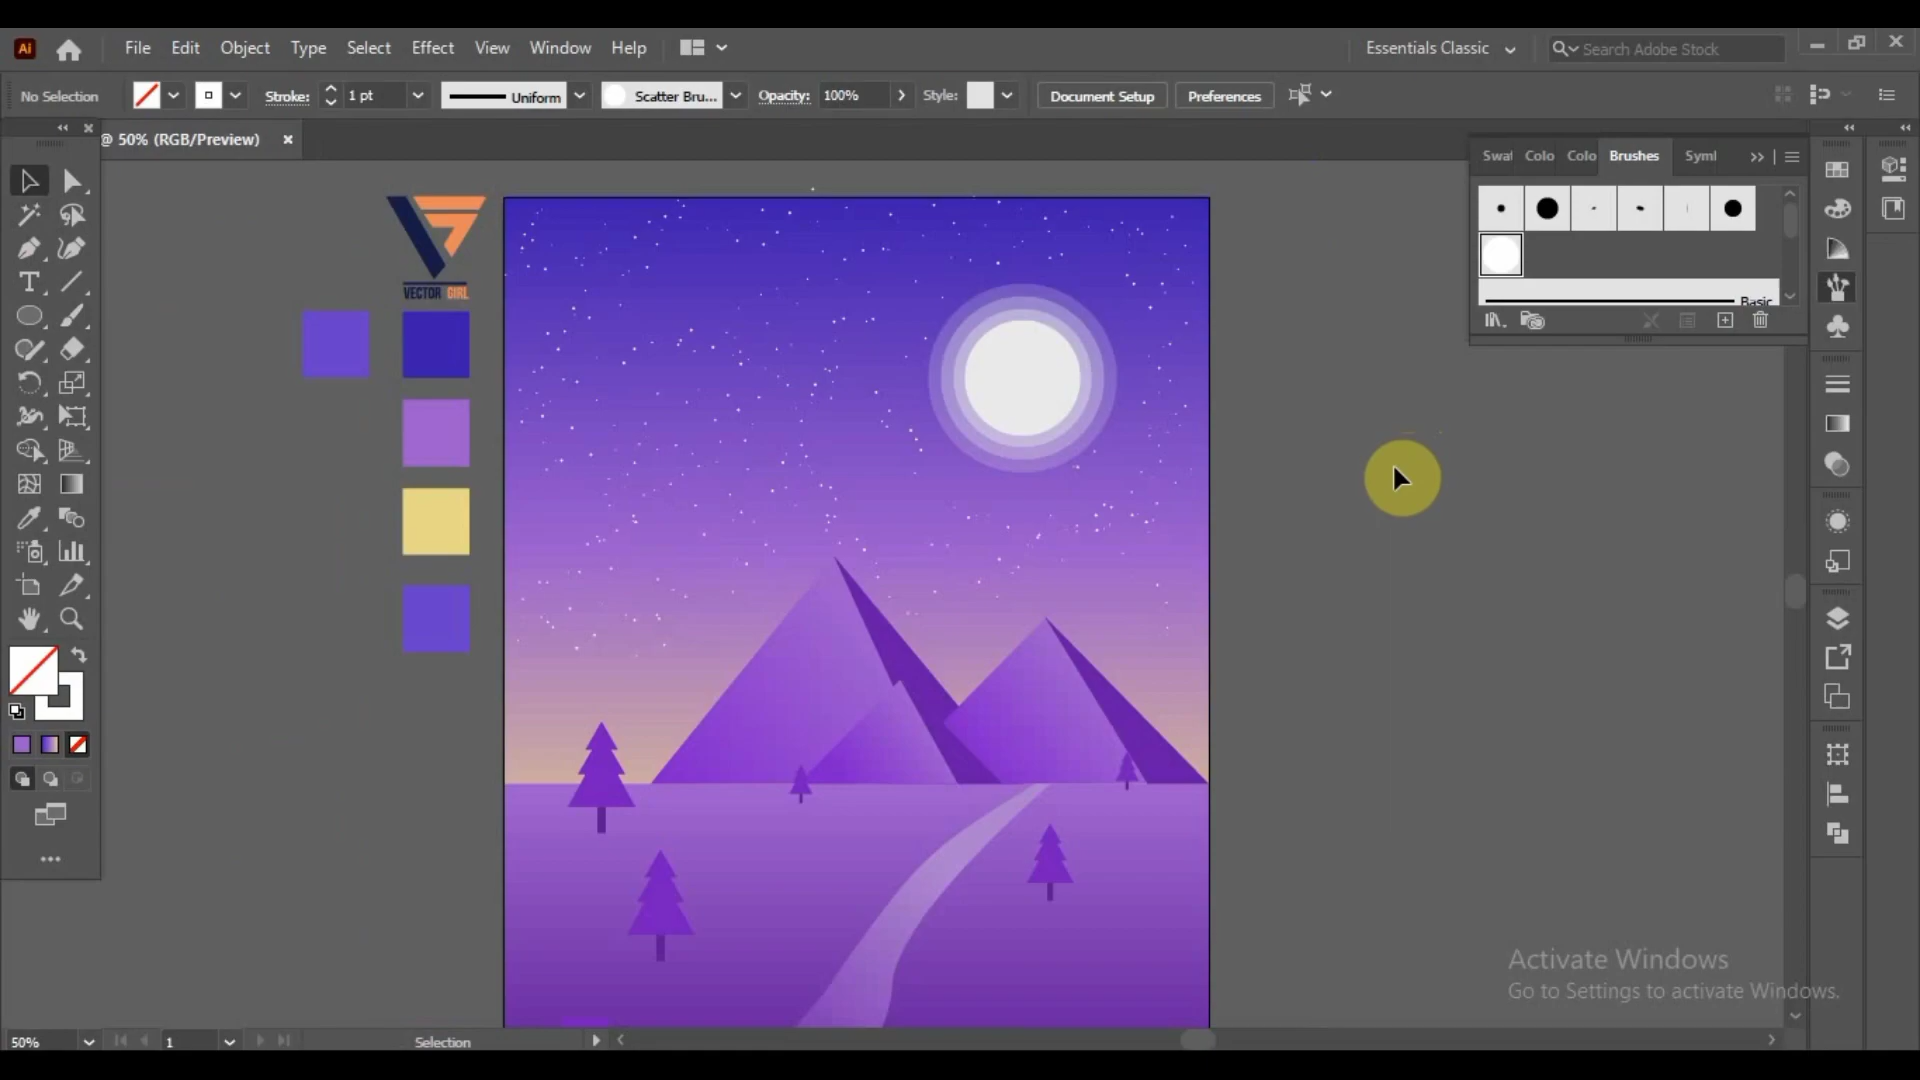 Ai File Edit Object Type Select Effect View Window Help Essentials Classic Search Adobe Stock
No Selection Stroke: 1 pt Uniform Scatter Bru... Opacity: 100% Style: Document Setup Preferences
@ 50% (RGB/Preview)
Swal Colo Colo Brushes Symł
VECTOR GIRL
Basic
Activate Windows
Go to Settings to activate Windows.
50% 1 Selection